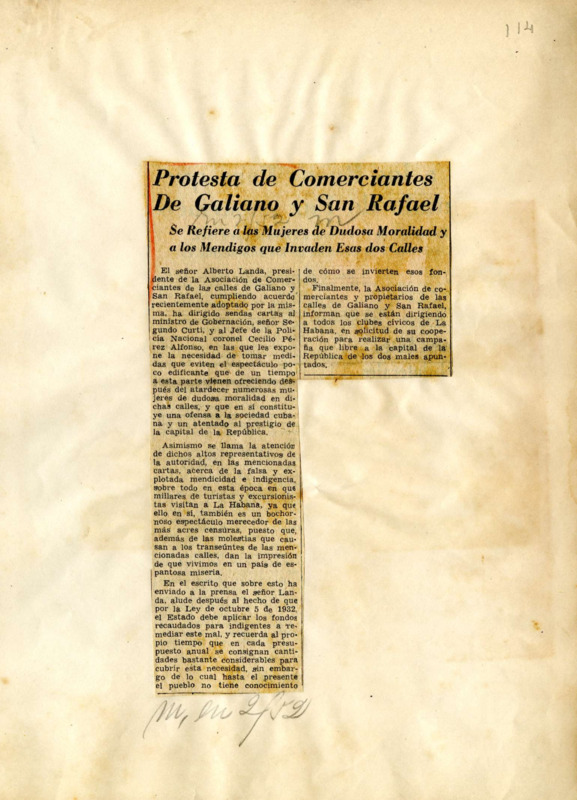 114
Protesta de Comerciantes
De Galiano y San Rafael
Se Refiere a las Mujeres de Dudosa Moralidad y
a los Mendigos que Invaden Esas dos Calles
El señor Alberto Landa, presi-
dente de la Asociación de Comer-
ciantes de las calles de Galiano y
San Rafael, cumpliendo acuerdo
recientemente adoptado por la mis-
ma, ha dirigido sendas cartas al
ministro de Gobernación, señor Se-
gundo Curti, y al Jefe de la Poli-
cía Nacional coronel Cecilio Pé-
rez Alfonso, en las que les expo-
ne la necesidad de tomar medi-
das que eviten el espectáculo po-
co edificante que de un tiempo
a esta parte vienen ofreciendo des-
pués del atardecer numerosas mu-
jeres de dudosa moralidad en di-
chas calles, y que en sí constitu-
ye una ofensa a la sociedad cuba-
na y un atentado al prestigio de
la capital de la República.
Asimismo se llama la atención
de dichos altos representativos de
la autoridad, en las mencionadas
cartas, acerca de la falsa y ex-
plotada mendicidad e indigencia,
sobre todo en esta época en que
millares de turistas y excursionis-
tas visitan a La Habana, ya que
ello en sí, también es un bochor-
noso espectáculo merecedor de las
más acres censuras, puesto que,
además de las molestias que cau-
san a los transeúntes de las men-
cionadas calles, dan la impresión
de que vivimos en un país de es-
pantosa miseria.
En el escrito que sobre esto ha
enviado a la prensa el señor Lan-
da, alude después al hecho de que
por la Ley de octubre 5 de 1932,
el Estado debe aplicar los fondos
recaudados para indigentes a re-
mediar este mal, y recuerda al pro-
pio tiempo que en cada presu-
puesto anual se consignan canti-
dades bastante considerables para
cubrir esta necesidad, sin embar-
go de lo cual hasta el presente
el pueblo no tiene conocimiento
de cómo se invierten esos fon-
dos.
Finalmente, la Asociación de co-
merciantes y propietarios de las
calles de Galiano y San Rafael,
informan que se están dirigiendo
a todos los clubes cívicos de La
Habana, en solicitud de su coope-
ración para realizar una campa-
ña que libre a la capital de la
República de los dos males apun-
tados.
m, en 2/52